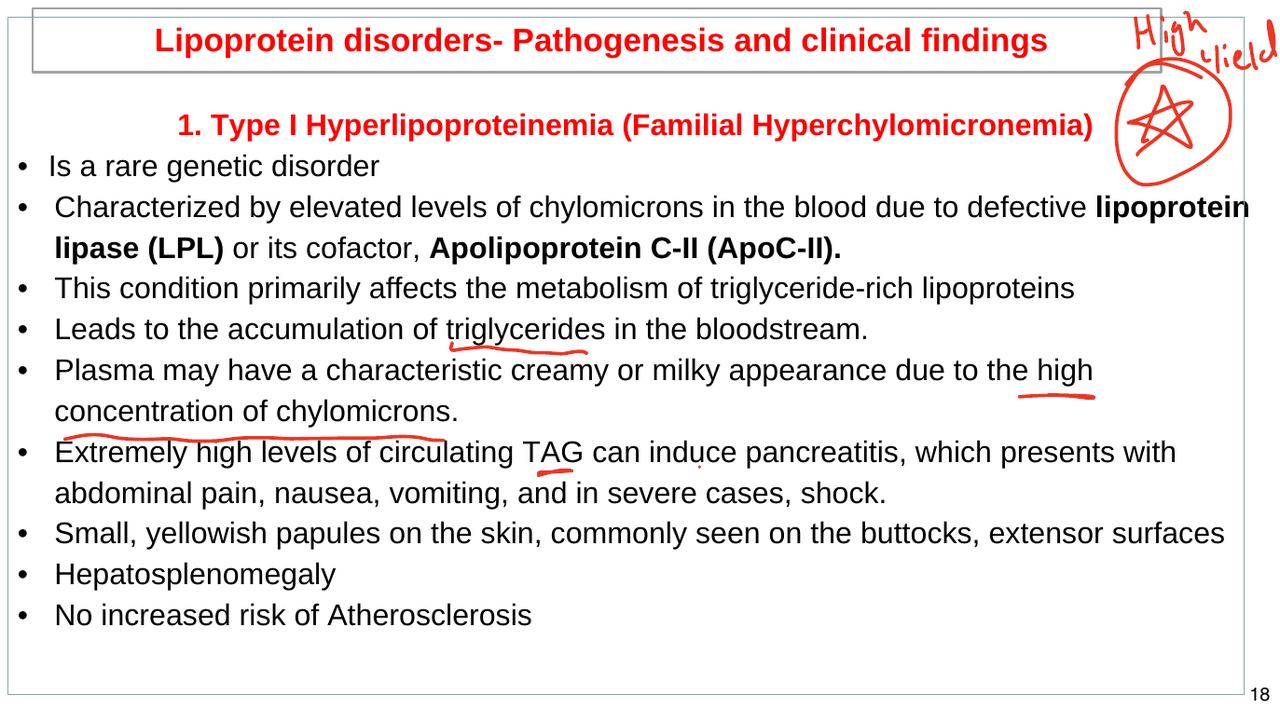 Lipoprotein disorders- Pathogenesis and clinical findings
High
Yield
1. Type I Hyperlipoproteinemia (Familial Hyperchylomicronemia)
• Is a rare genetic disorder
• Characterized by elevated levels of chylomicrons in the blood due to defective lipoprotein
lipase (LPL) or its cofactor, Apolipoprotein C-II (ApoC-II).
• This condition primarily affects the metabolism of triglyceride-rich lipoproteins
• Leads to the accumulation of triglycerides in the bloodstream.
• Plasma may have a characteristic creamy or milky appearance due to the high
concentration of chylomicrons.
• Extremely high levels of circulating TAG can induce pancreatitis, which presents with
abdominal pain, nausea, vomiting, and in severe cases, shock.
• Small, yellowish papules on the skin, commonly seen on the buttocks, extensor surfaces
• Hepatosplenomegaly
• No increased risk of Atherosclerosis
18